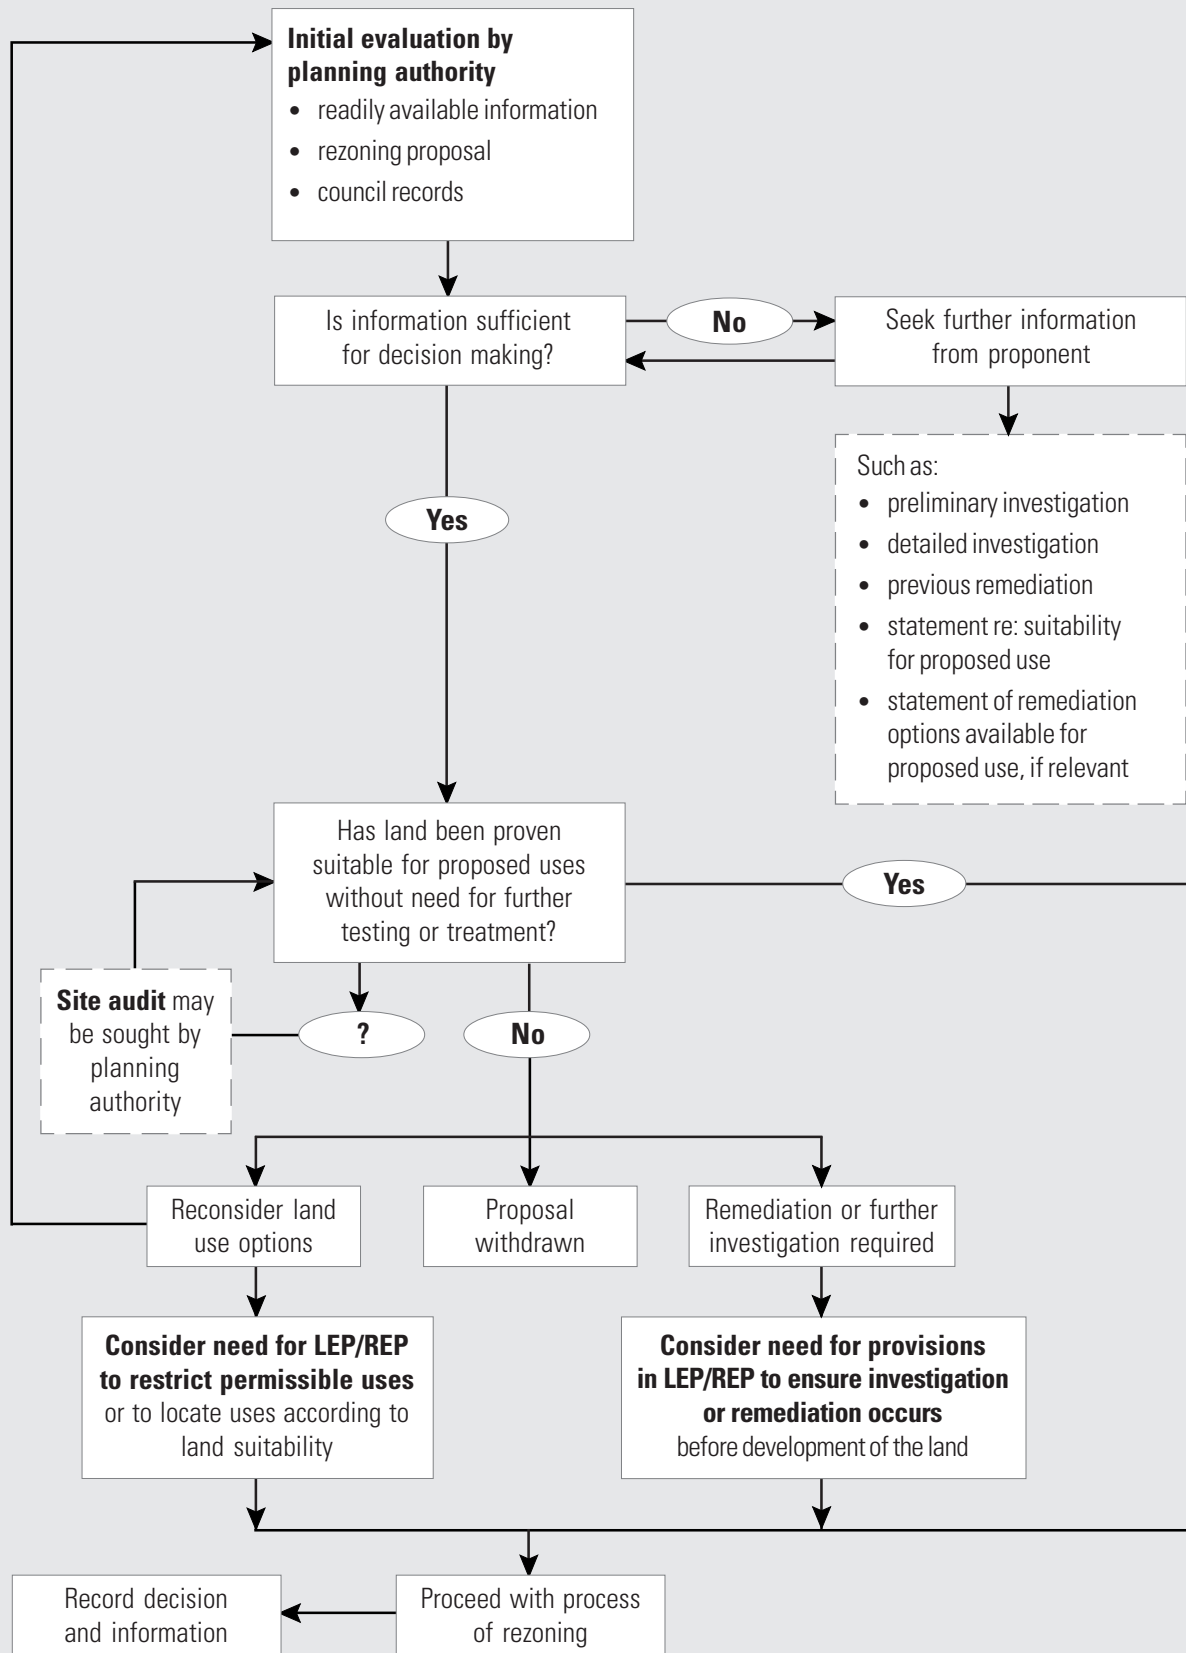 Initial evaluation by
planning authority
• readily available information
• rezoning proposal
• council records
Is information sufficient
for decision making?
No
Seek further information
from proponent
Such as:
• preliminary investigation
• detailed investigation
• previous remediation
• statement re: suitability
for proposed use
• statement of remediation
options available for
proposed use, if relevant
Yes
Has land been proven
suitable for proposed uses
without need for further
testing or treatment?
Yes
Site audit may
be sought by
planning
authority
?
No
Reconsider land
use options
Proposal
withdrawn
Remediation or further
investigation required
Consider need for LEP/REP
to restrict permissible uses
or to locate uses according to
land suitability
Consider need for provisions
in LEP/REP to ensure investigation
or remediation occurs
before development of the land
Record decision
and information
Proceed with process
of rezoning